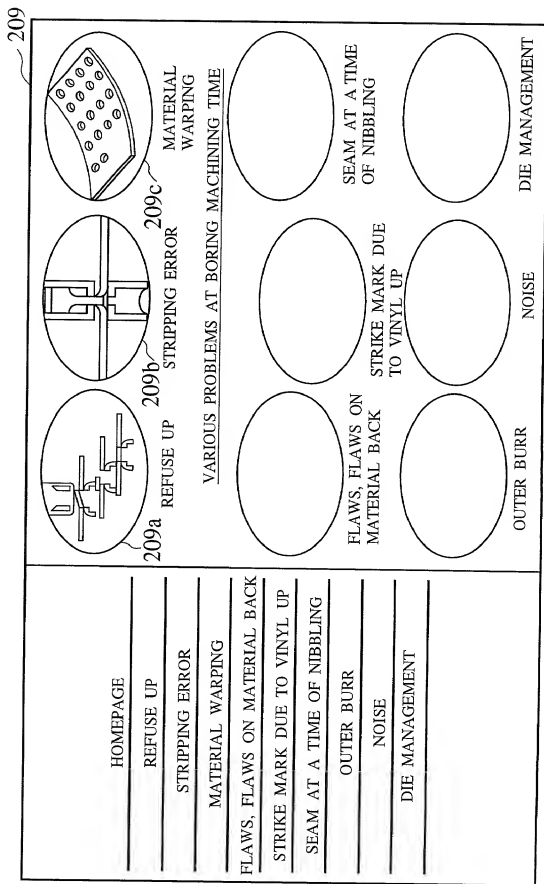 209
HOMEPAGE
REFUSE UP
STRIPPING ERROR
MATERIAL WARPING
FLAWS, FLAWS ON MATERIAL BACK
STRIKE MARK DUE TO VINYL UP
SEAM AT A TIME OF NIBBLING
OUTER BURR
NOISE
DIE MANAGEMENT
209a
REFUSE UP
209b
STRIPPING ERROR
209c
MATERIAL
WARPING
VARIOUS PROBLEMS AT BORING MACHINING TIME
FLAWS, FLAWS ON
MATERIAL BACK
STRIKE MARK DUE
TO VINYL UP
SEAM AT A TIME
OF NIBBLING
OUTER BURR
NOISE
DIE MANAGEMENT